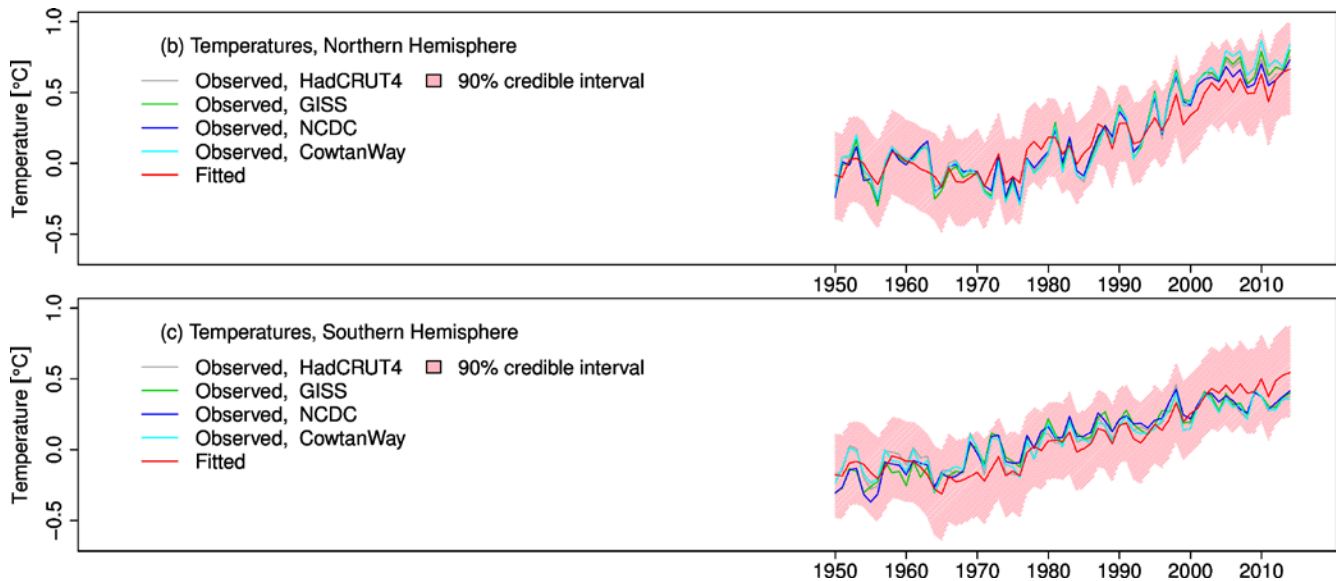 1.0
0.5
0.0
−0.5
Temperature [°C]
(b) Temperatures, Northern Hemisphere
Observed, HadCRUT4 90% credible interval
Observed, GISS
Observed, NCDC
Observed, CowtanWay
Fitted
1950 1960 1970 1980 1990 2000 2010
1.0
0.5
0.0
−0.5
Temperature [°C]
(c) Temperatures, Southern Hemisphere
Observed, HadCRUT4 90% credible interval
Observed, GISS
Observed, NCDC
Observed, CowtanWay
Fitted
1950 1960 1970 1980 1990 2000 2010